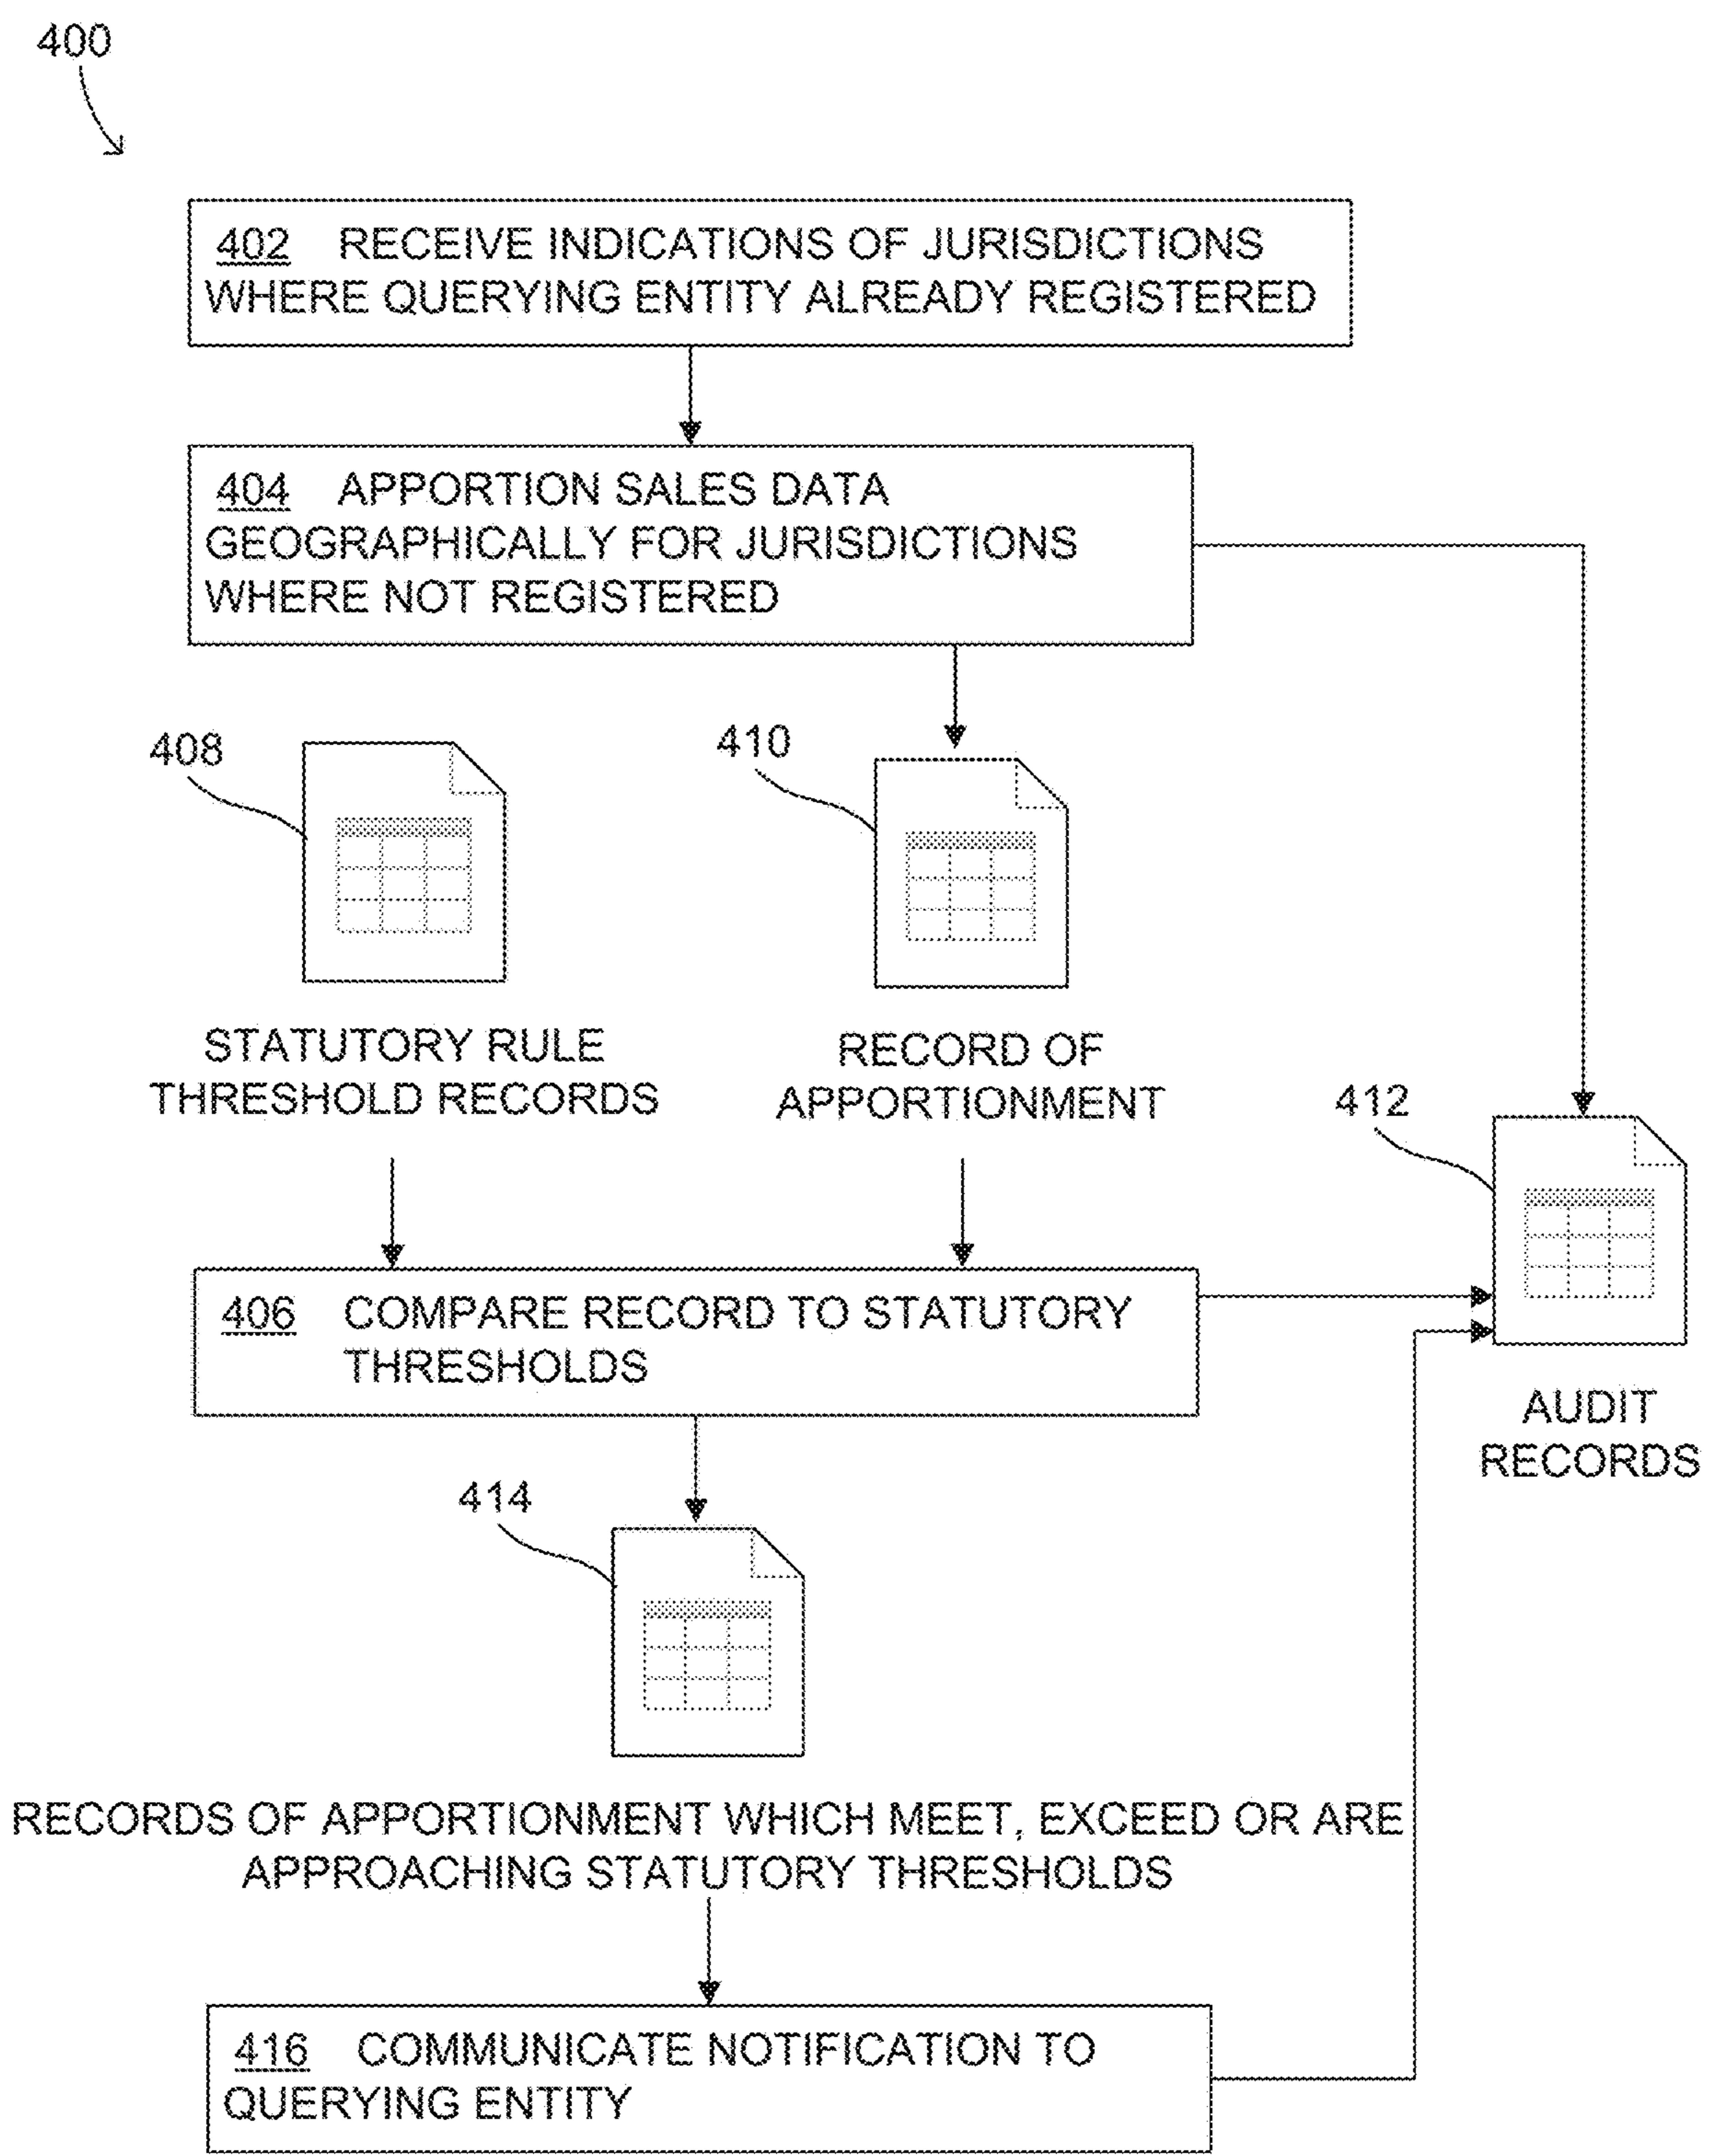 400
402 RECEIVE INDICATIONS OF JURISDICTIONS
WHERE QUERYING ENTITY ALREADY REGISTERED
404 APPORTION SALES DATA
GEOGRAPHICALLY FOR JURISDICTIONS
WHERE NOT REGISTERED
408
410
STATUTORY RULE
THRESHOLD RECORDS
RECORD OF
APPORTIONMENT
412
406 COMPARE RECORD TO STATUTORY
THRESHOLDS
AUDIT
RECORDS
414
RECORDS OF APPORTIONMENT WHICH MEET, EXCEED OR ARE
APPROACHING STATUTORY THRESHOLDS
416 COMMUNICATE NOTIFICATION TO
QUERYING ENTITY